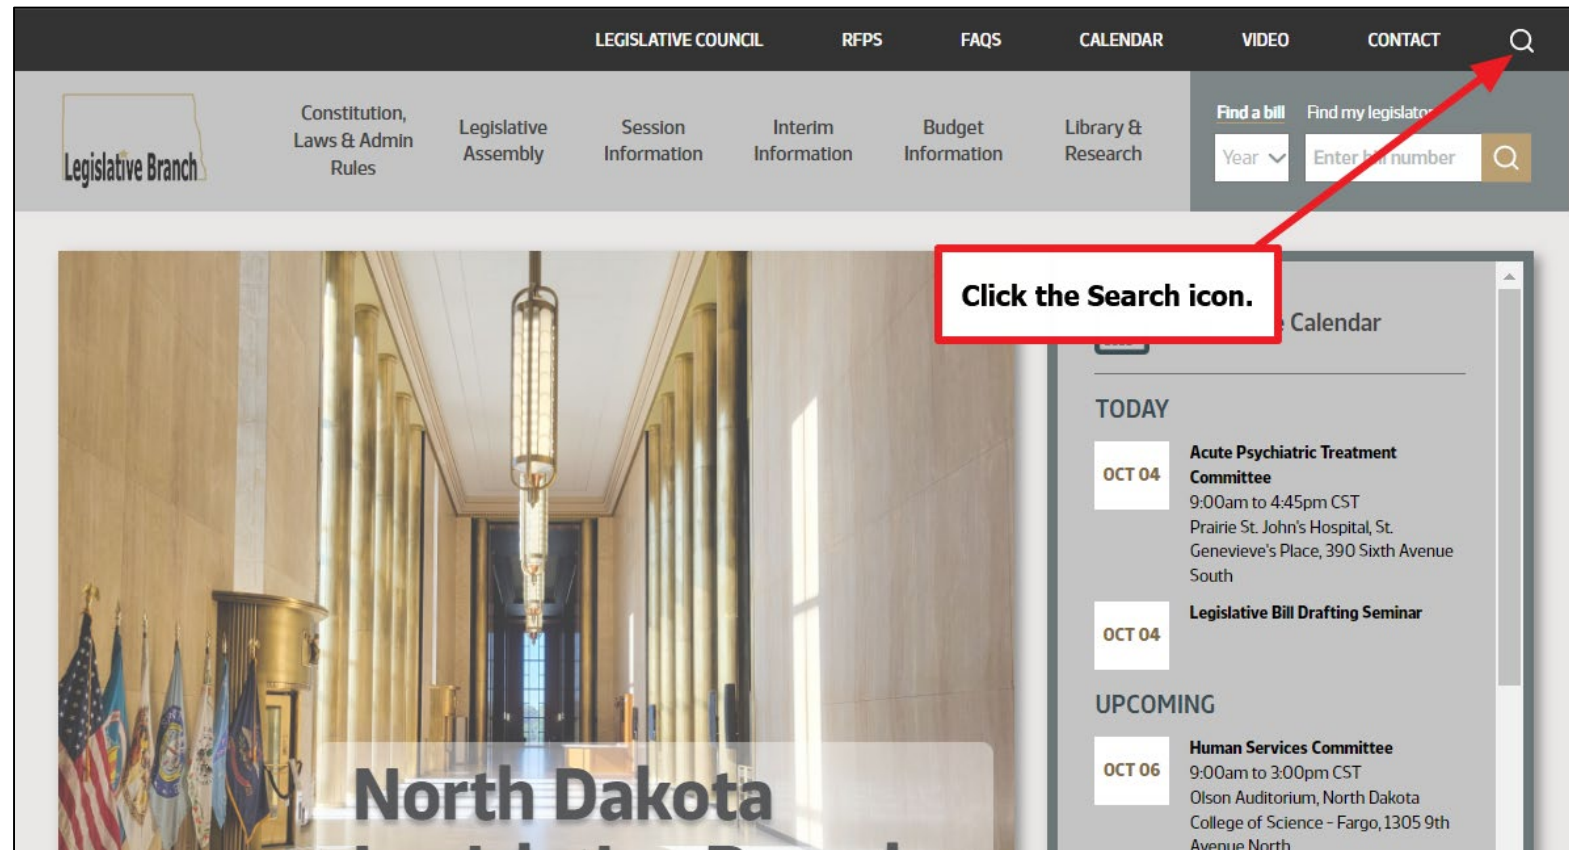 LEGISLATIVE COUNCIL RFPS FAQS CALENDAR VIDEO CONTACT
Legislative Branch
Constitution,
Laws & Admin
Rules
Legislative
Assembly
Session
Information
Interim
Information
Budget
Information
Library &
Research
Find a bill Find my legislator
Year Enter bill number
Click the Search icon.
Calendar
TODAY
OCT 04
Acute Psychiatric Treatment
Committee
9:00am to 4:45pm CST
Prairie St. John's Hospital, St.
Genevieve's Place, 390 Sixth Avenue
South
OCT 04
Legislative Bill Drafting Seminar
UPCOMING
OCT 06
Human Services Committee
9:00am to 3:00pm CST
Olson Auditorium, North Dakota
College of Science - Fargo, 1305 9th
Avenue North
North Dakota